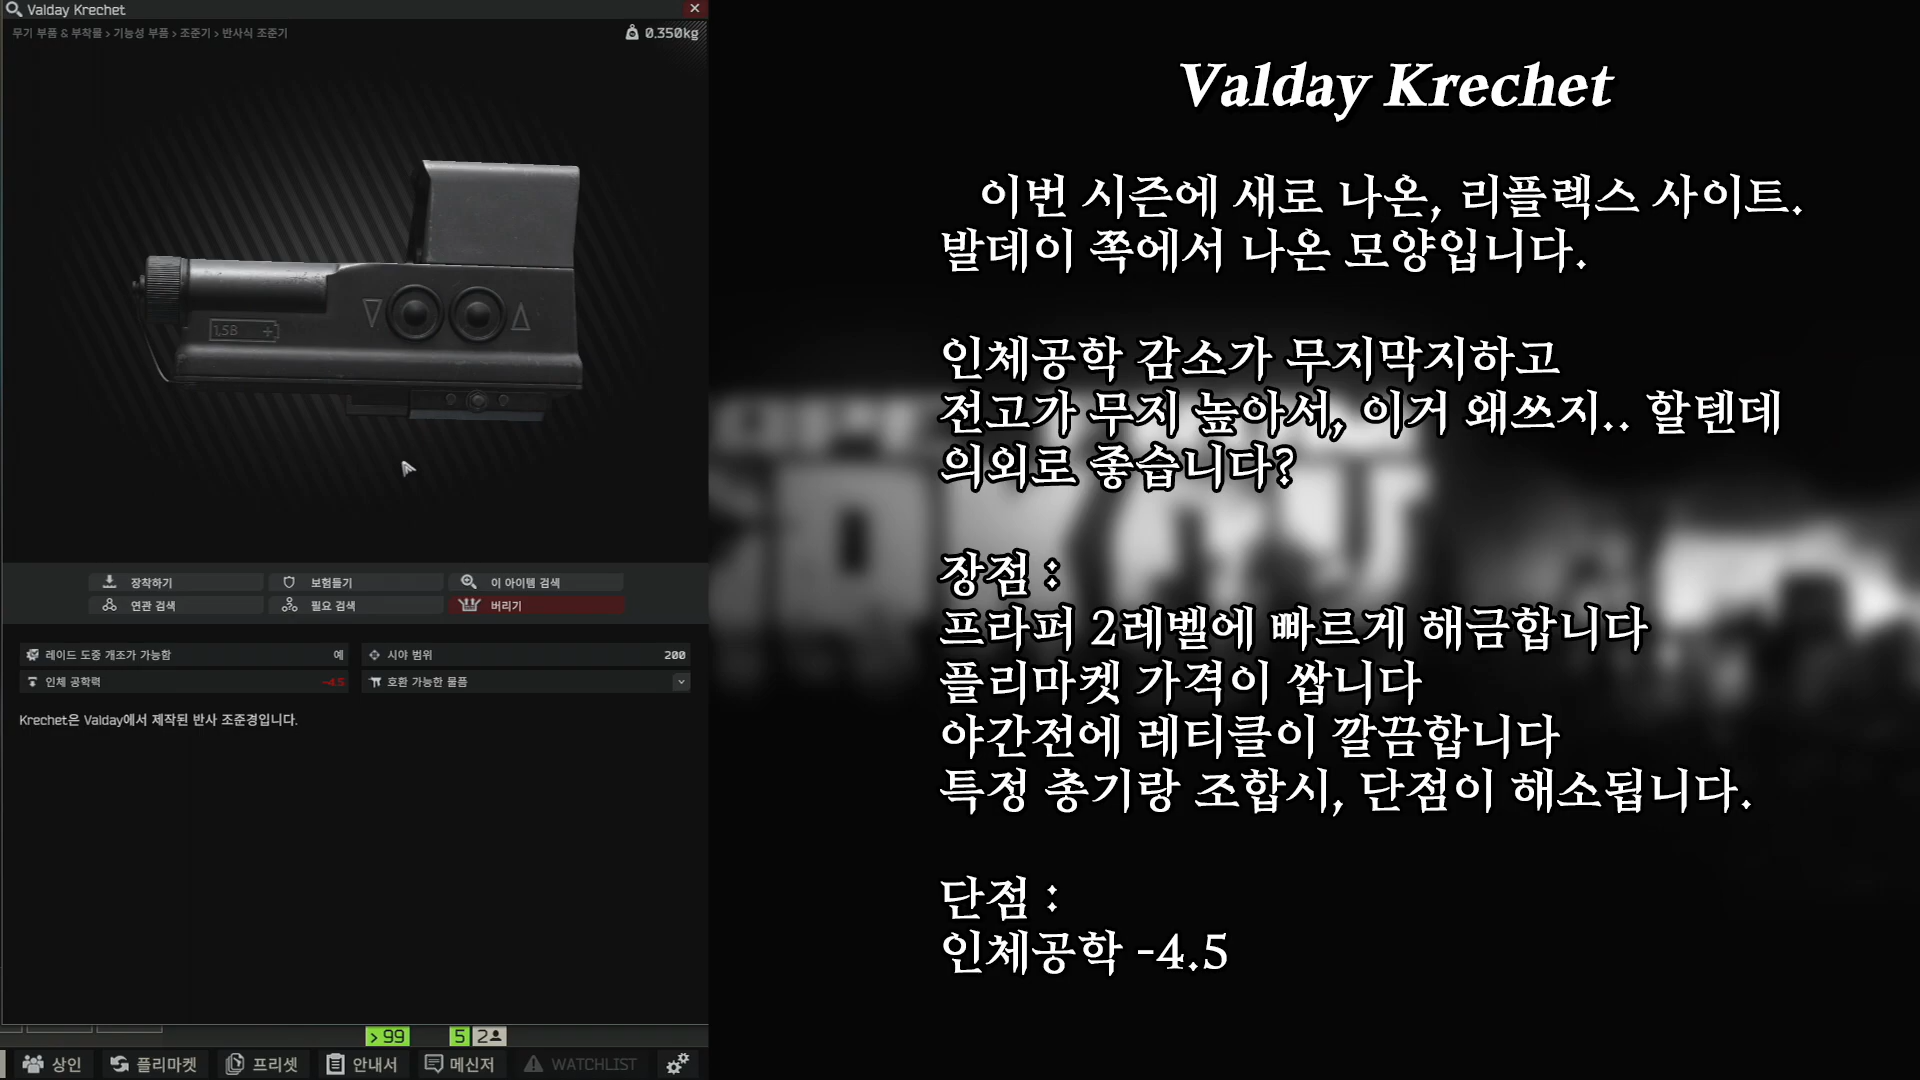 Valday Krechet
무기 부품 & 부착물 > 기능성 부품 > 조준기 > 반사식 조준기
0.350kg
1,5В
장착하기
보험들기
이 아이템 검색
연관 검색
필요 검색
버리기
레이드 도중 개조가 가능함 예
시야 범위 200
인체 공학력 -4.5
호환 가능한 물품
Krechet은 Valday에서 제작된 반사 조준경입니다.
> 99
5
2
상인
플리마켓
프리셋
안내서
메신저
WATCHLIST
Valday Krechet
이번 시즌에 새로 나온, 리플렉스 사이트.
발데이 쪽에서 나온 모양입니다.
인체공학 감소가 무지막지하고
전고가 무지 높아서, 이거 왜쓰지.. 할텐데
의외로 좋습니다?
장점 :
프라퍼 2레벨에 빠르게 해금합니다
플리마켓 가격이 쌉니다
야간전에 레티클이 깔끔합니다
특정 총기랑 조합시, 단점이 해소됩니다.
단점 :
인체공학 -4.5